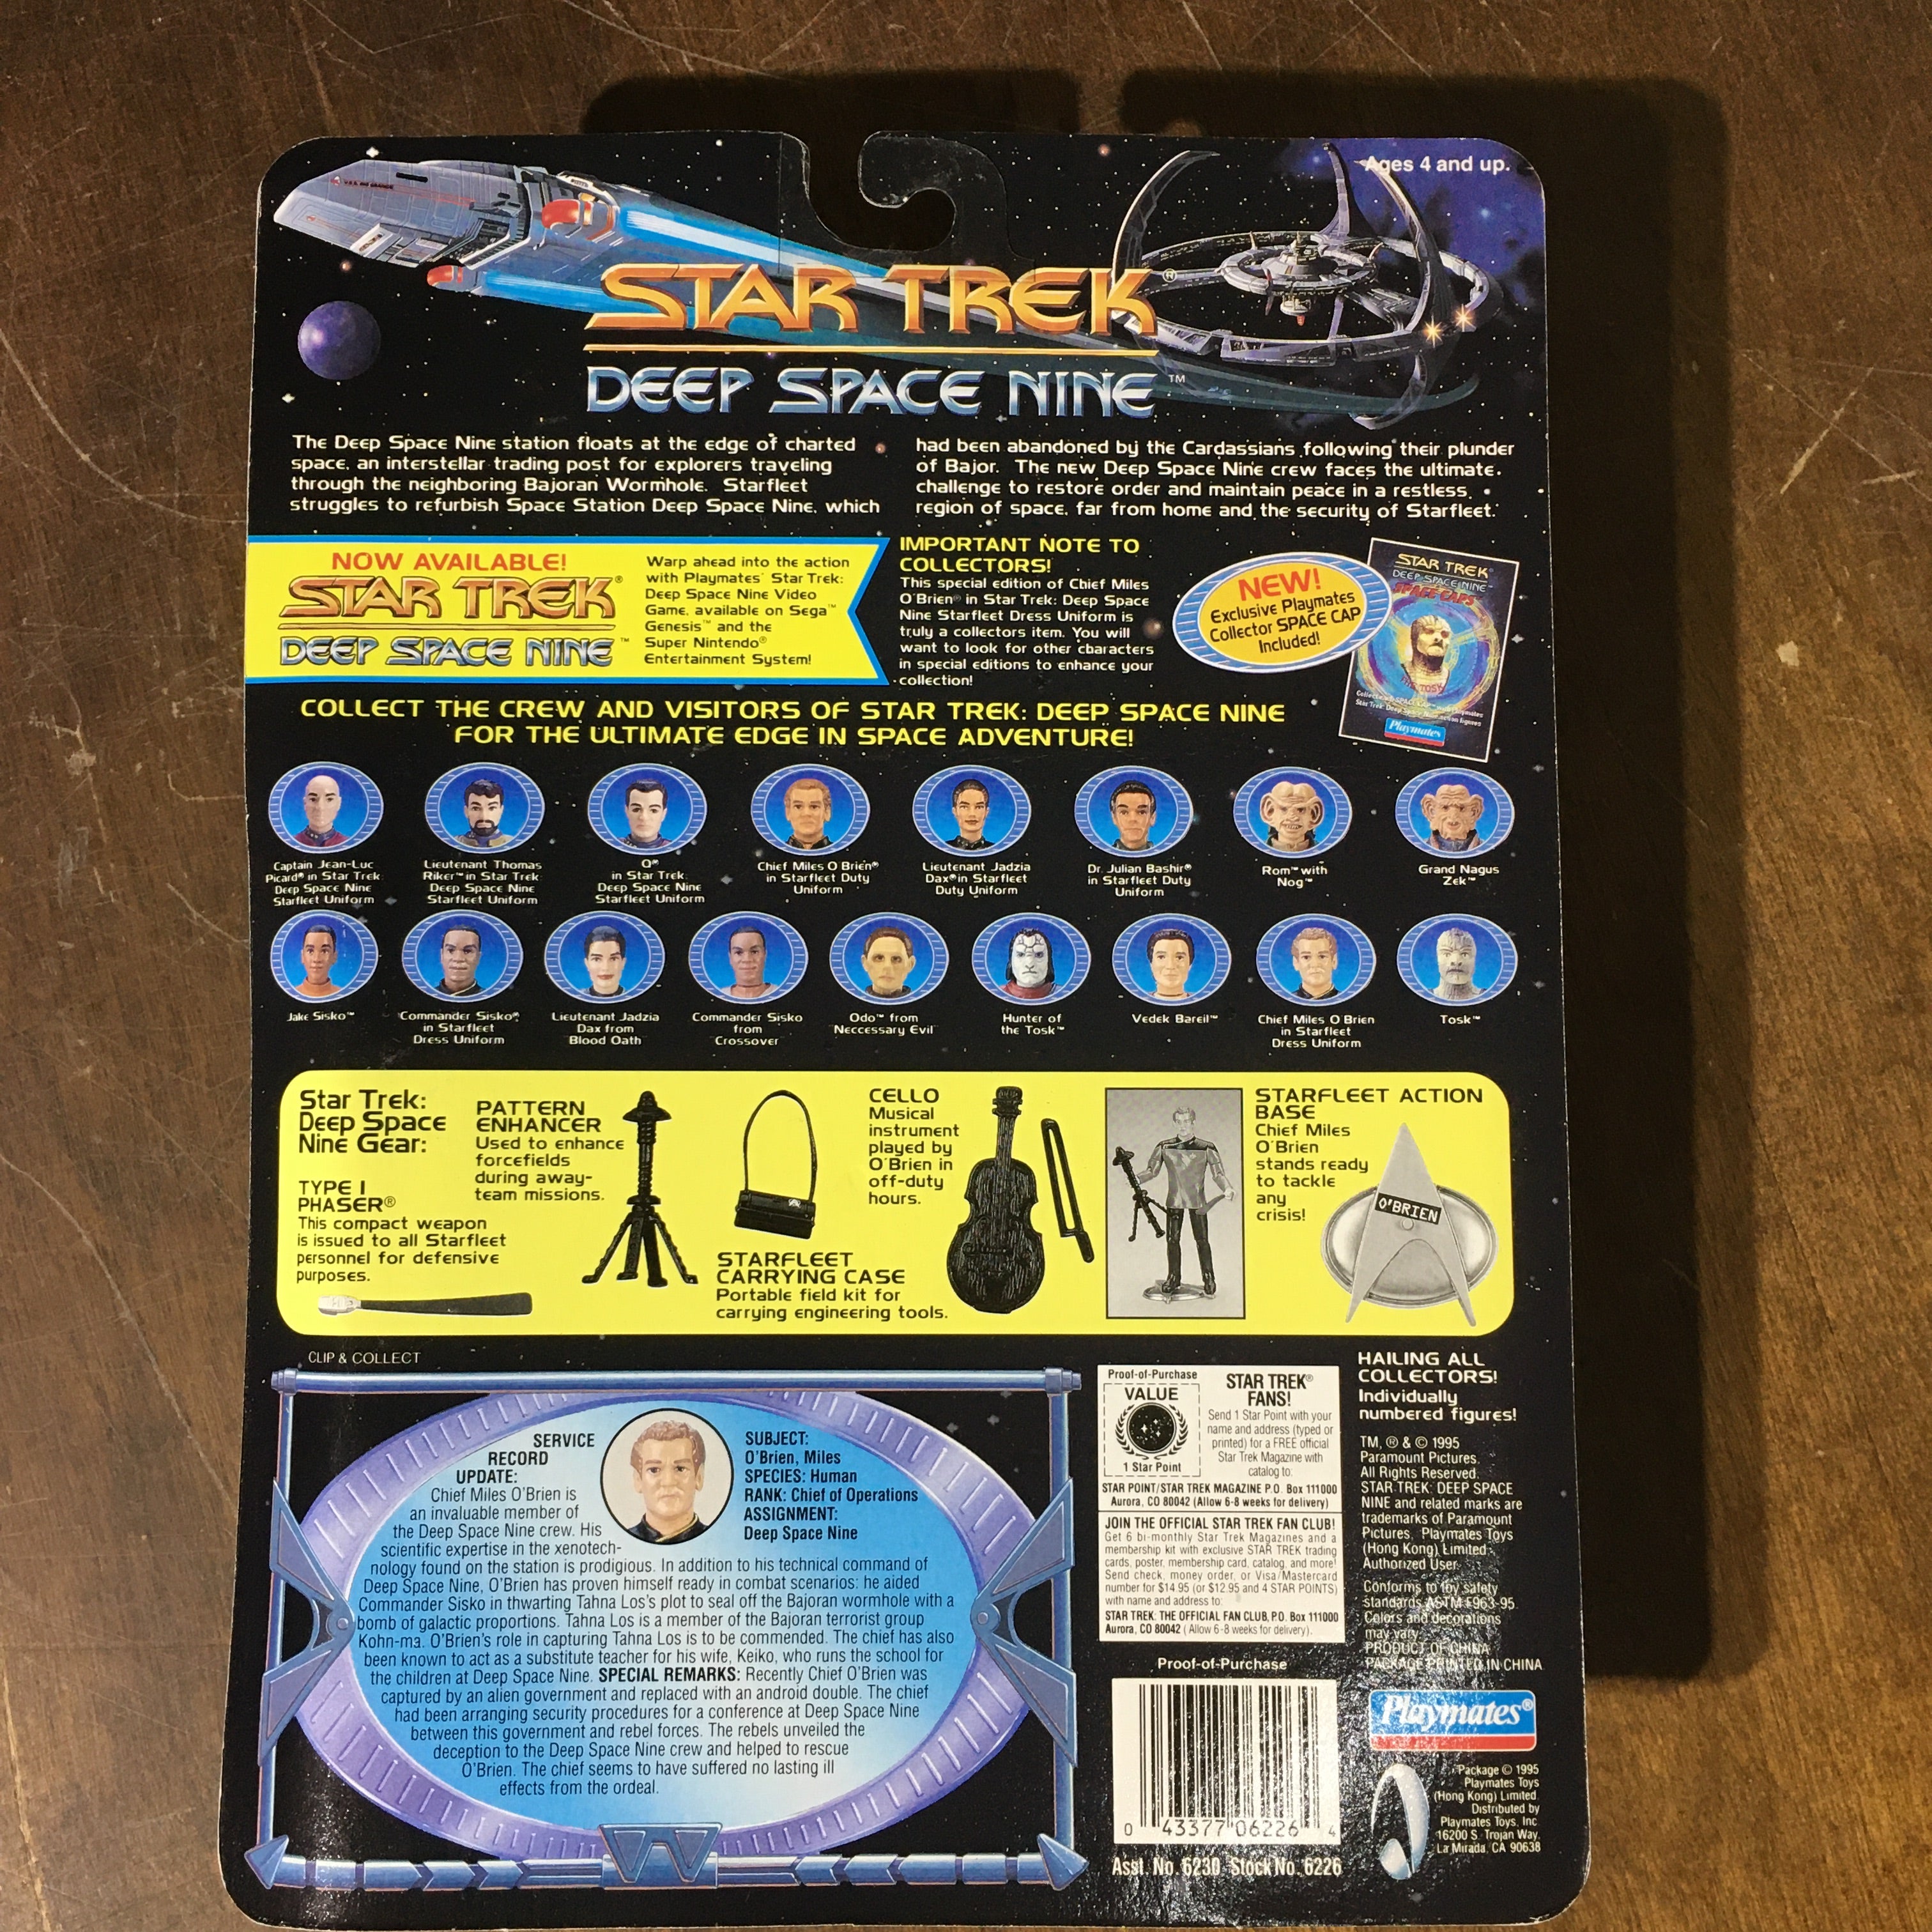 Ages 4 and up.
STAR TREK®
DEEP SPACE NINE™
The Deep Space Nine station floats at the edge of charted
space, an interstellar trading post for explorers traveling
through the neighboring Bajoran Wormhole. Starfleet
struggles to refurbish Space Station Deep Space Nine, which
had been abandoned by the Cardassians following their plunder
of Bajor. The new Deep Space Nine crew faces the ultimate
challenge to restore order and maintain peace in a restless
region of space, far from home and the security of Starfleet.
NOW AVAILABLE!
STAR TREK®
DEEP SPACE NINE™
Warp ahead into the action
with Playmates' Star Trek:
Deep Space Nine Video
Game, available on Sega™
Genesis™ and the
Super Nintendo®
Entertainment System!
IMPORTANT NOTE TO
COLLECTORS!
This special edition of Chief Miles
O'Brien® in Star Trek: Deep Space
Nine Starfleet Dress Uniform is
truly a collectors item. You will
want to look for other characters
in special editions to enhance your
collection!
NEW!
Exclusive Playmates
Collector SPACE CAP
Included!
STAR TREK
DEEP SPACE NINE
SPACE CAPS
THE TOSK
Playmates
COLLECT THE CREW AND VISITORS OF STAR TREK: DEEP SPACE NINE
FOR THE ULTIMATE EDGE IN SPACE ADVENTURE!
Captain Jean-Luc
Picard® in Star Trek:
Deep Space Nine
Starfleet Uniform
Lieutenant Thomas
Riker™ in Star Trek:
Deep Space Nine
Starfleet Uniform
Q®
in Star Trek:
Deep Space Nine
Starfleet Uniform
Chief Miles O'Brien®
in Starfleet Duty
Uniform
Lieutenant Jadzia
Dax® in Starfleet
Duty Uniform
Dr. Julian Bashir®
in Starfleet Duty
Uniform
Rom™ with
Nog™
Grand Nagus
Zek™
Jake Sisko™
Commander Sisko®
in Starfleet
Dress Uniform
Lieutenant Jadzia
Dax from
"Blood Oath"
Commander Sisko
from
"Crossover"
Odo™ from
"Neccessary Evil"
Hunter of
the Tosk™
Vedek Bareil™
Chief Miles O'Brien
in Starfleet
Dress Uniform
Tosk™
Star Trek:
Deep Space
Nine Gear:
TYPE I
PHASER®
This compact weapon
is issued to all Starfleet
personnel for defensive
purposes.
PATTERN
ENHANCER
Used to enhance
forcefields
during away-
team missions.
STARFLEET
CARRYING CASE
Portable field kit for
carrying engineering tools.
CELLO
Musical
instrument
played by
O'Brien in
off-duty
hours.
STARFLEET ACTION
BASE
Chief Miles
O'Brien
stands ready
to tackle
any
crisis!
O'BRIEN
CLIP & COLLECT
SERVICE
RECORD
UPDATE:
Chief Miles O'Brien is
an invaluable member of
the Deep Space Nine crew. His
scientific expertise in the xenotech-
SUBJECT:
O'Brien, Miles
SPECIES: Human
RANK: Chief of Operations
ASSIGNMENT:
Deep Space Nine
nology found on the station is prodigious. In addition to his technical command of
Deep Space Nine, O'Brien has proven himself ready in combat scenarios: he aided
Commander Sisko in thwarting Tahna Los's plot to seal off the Bajoran wormhole with a
bomb of galactic proportions. Tahna Los is a member of the Bajoran terrorist group
Kohn-ma. O'Brien's role in capturing Tahna Los is to be commended. The chief has also
been known to act as a substitute teacher for his wife, Keiko, who runs the school for
the children at Deep Space Nine. SPECIAL REMARKS: Recently Chief O'Brien was
captured by an alien government and replaced with an android double. The chief
had been arranging security procedures for a conference at Deep Space Nine
between this government and rebel forces. The rebels unveiled the
deception to the Deep Space Nine crew and helped to rescue
O'Brien. The chief seems to have suffered no lasting ill
effects from the ordeal.
Proof-of-Purchase
VALUE
1 Star Point
STAR TREK®
FANS!
Send 1 Star Point with your
name and address (typed or
printed) for a FREE official
Star Trek Magazine with
catalog to:
STAR POINT/STAR TREK MAGAZINE P.O. Box 111000
Aurora, CO 80042 (Allow 6-8 weeks for delivery)
JOIN THE OFFICIAL STAR TREK FAN CLUB!
Get 6 bi-monthly Star Trek Magazines and a
membership kit with exclusive STAR TREK trading
cards, poster, membership card, catalog, and more!
Send check, money order, or Visa/Mastercard
number for $14.95 (or $12.95 and 4 STAR POINTS)
with name and address to:
STAR TREK: THE OFFICIAL FAN CLUB, P.O. Box 111000
Aurora, CO 80042 (Allow 6-8 weeks for delivery).
Proof-of-Purchase
0 43377 06226 4
Asst. No. 6230 Stock No. 6226
HAILING ALL
COLLECTORS!
Individually
numbered figures!
TM, ® & © 1995
Paramount Pictures.
All Rights Reserved.
STAR TREK: DEEP SPACE
NINE and related marks are
trademarks of Paramount
Pictures. Playmates Toys
(Hong Kong) Limited
Authorized User.
Conforms to toy safety
standards ASTM F963-95.
Colors and decorations
may vary.
PRODUCT OF CHINA
PACKAGE PRINTED IN CHINA
Playmates®
Package © 1995
Playmates Toys
(Hong Kong) Limited.
Distributed by
Playmates Toys, Inc.
16200 S. Trojan Way,
La Mirada, CA 90638